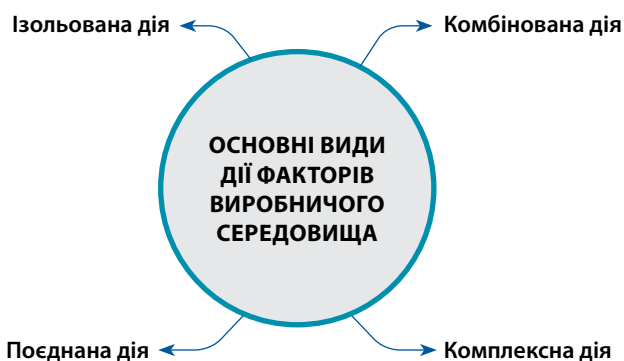 Ізольована дія
Комбінована дія
ОСНОВНІ ВИДИ
ДІЇ ФАКТОРІВ
ВИРОБНИЧОГО
СЕРЕДОВИЩА
Поєднана дія
Комплексна дія